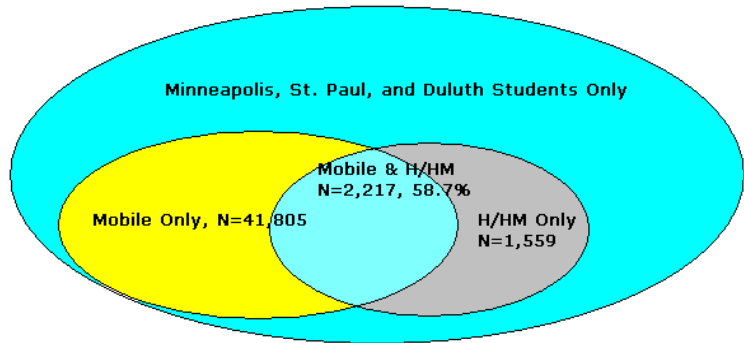 Minneapolis, St. Paul, and Duluth Students Only
Mobile & H/HM
N=2,217, 58.7%
Mobile Only, N=41,805
H/HM Only
N=1,559